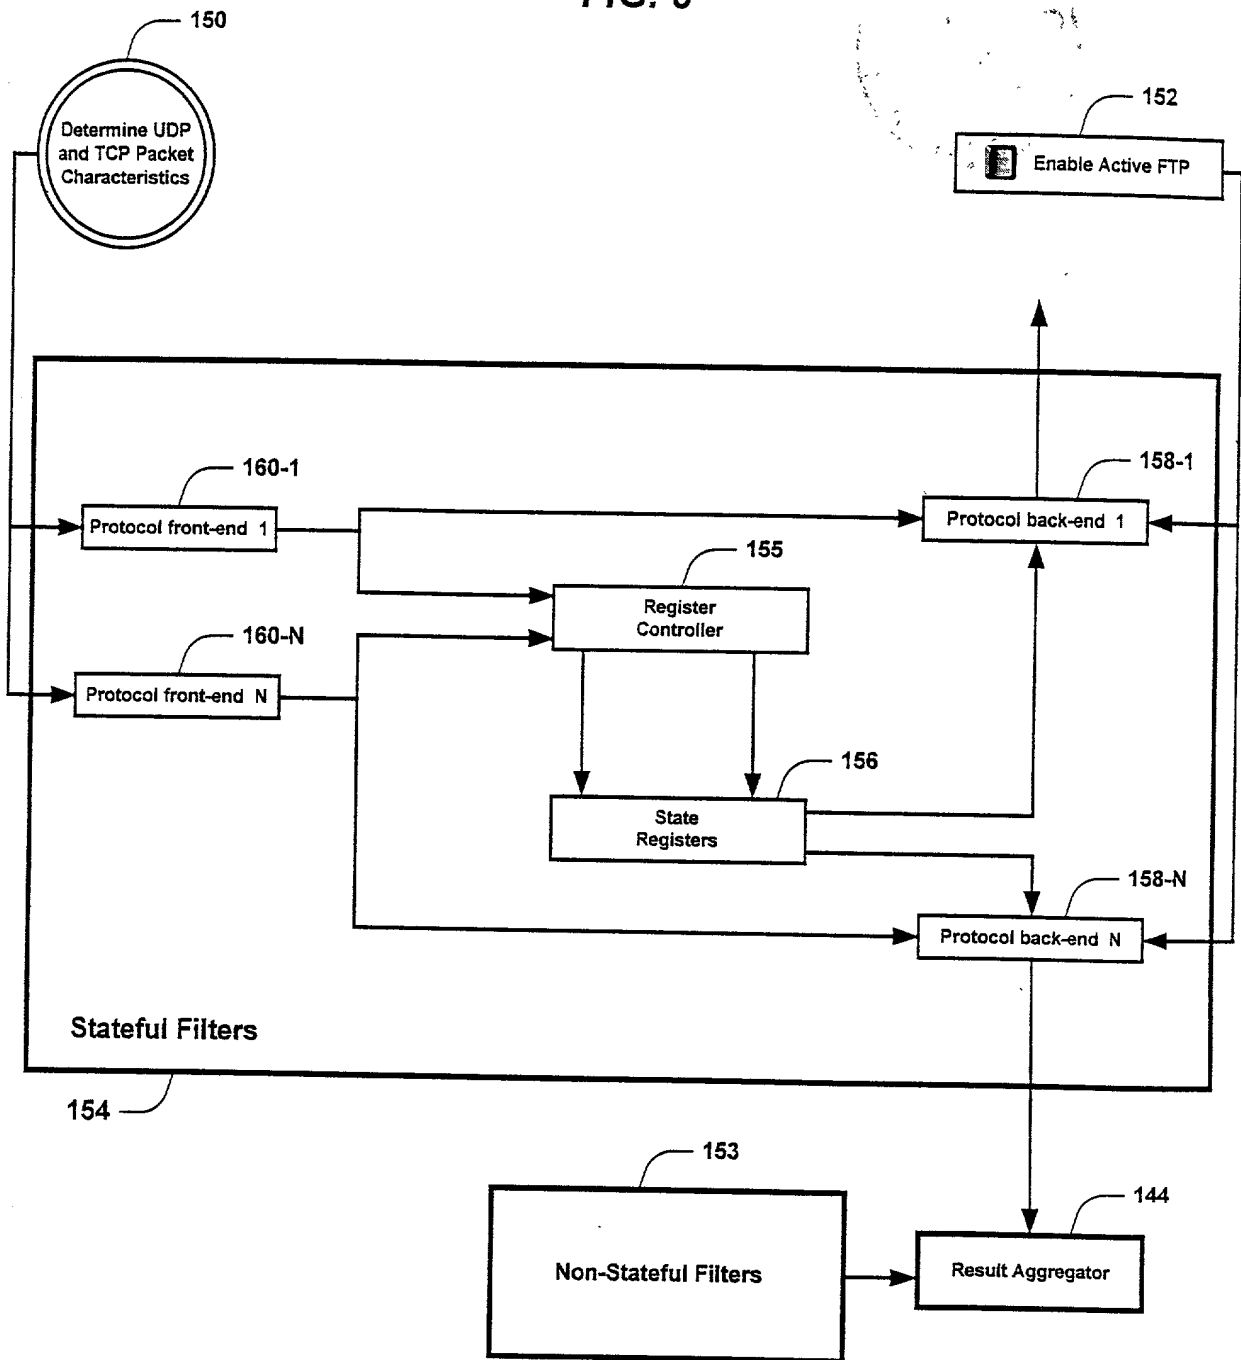 150
Determine UDP
and TCP Packet
Characteristics
152
Enable Active FTP
160-1
Protocol front-end 1
158-1
Protocol back-end 1
155
Register
Controller
160-N
Protocol front-end N
156
State
Registers
158-N
Protocol back-end N
Stateful Filters
154
153
Non-Stateful Filters
144
Result Aggregator